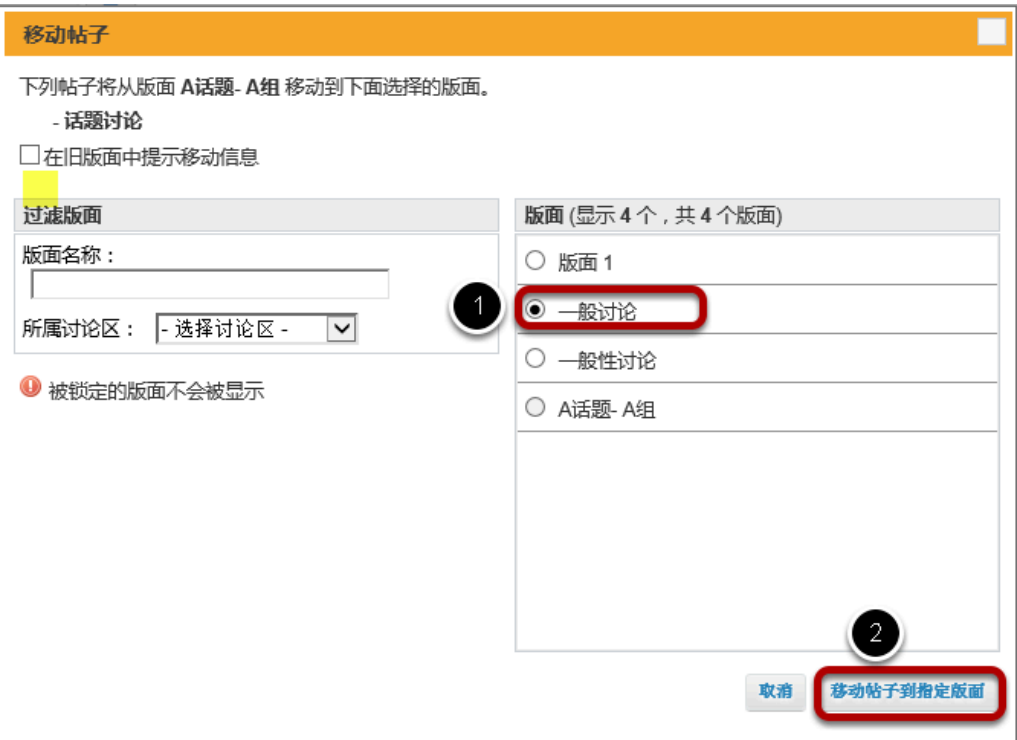 移动帖子
下列帖子将从版面 A话题- A组 移动到下面选择的版面。
- 话题讨论
在旧版面中提示移动信息
过滤版面
版面名称：
所属讨论区： - 选择讨论区 -
被锁定的版面不会被显示
版面 (显示 4 个，共 4 个版面)
版面 1
1
一般讨论
一般性讨论
A话题- A组
2
取消 移动帖子到指定版面